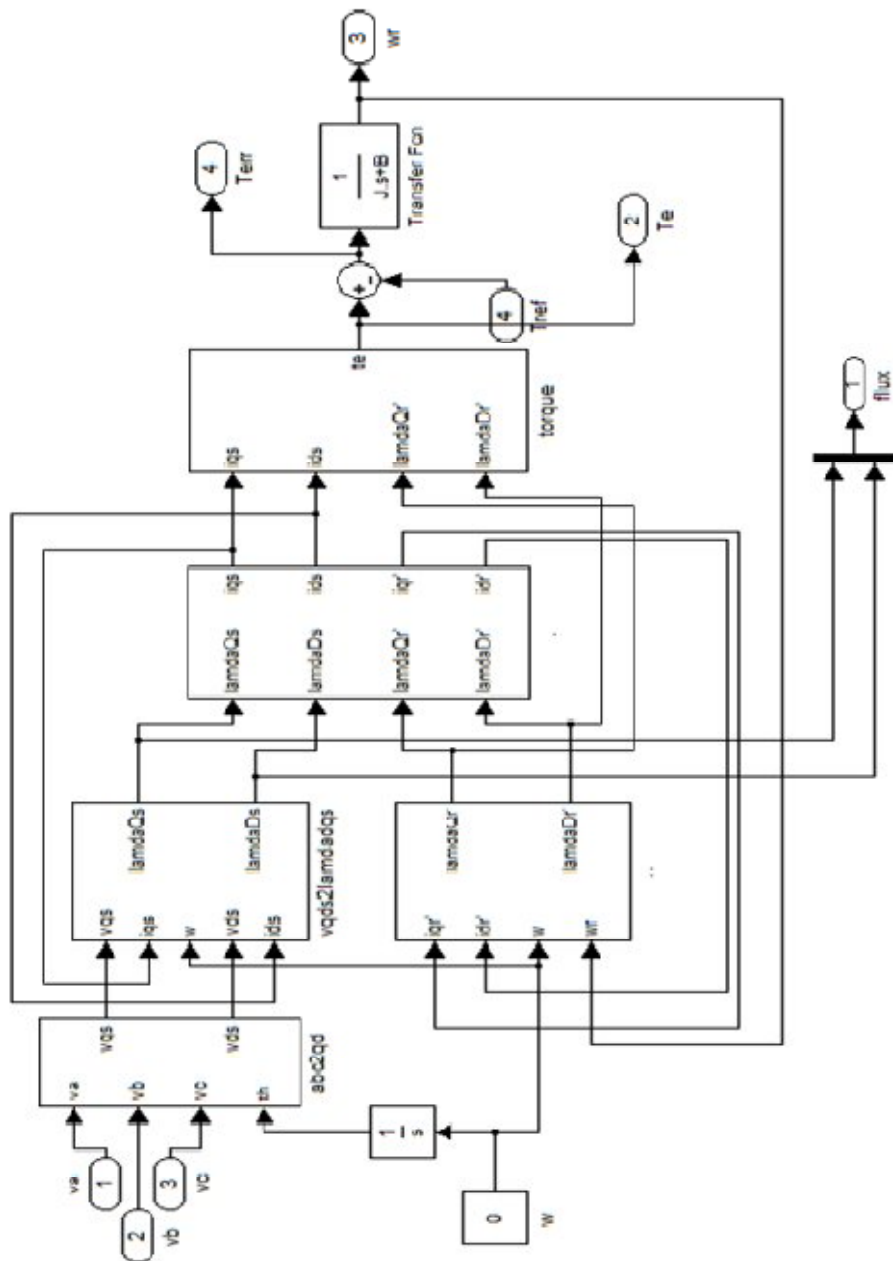 va
1
2
vb
3
vc
va
vb
vc
th
vqs
vds
abc2qd
0
w
1
s
vqs
iqs
w
vds
ids
lamdaQs
lamdaDs
vqds2lamdadqs
iqr'
idr'
w
wr
lamdaQr'
lamdaDr'
lamdaQs
lamdaDs
lamdaQr'
lamdaDr'
iqs
ids
iqr'
idr'
iqs
ids
lamdaQr'
lamdaDr'
te
torque
+
-
4
Terr
4
1
J.s+B
Transfer Fcn
3
wr
2
Te
1
flux